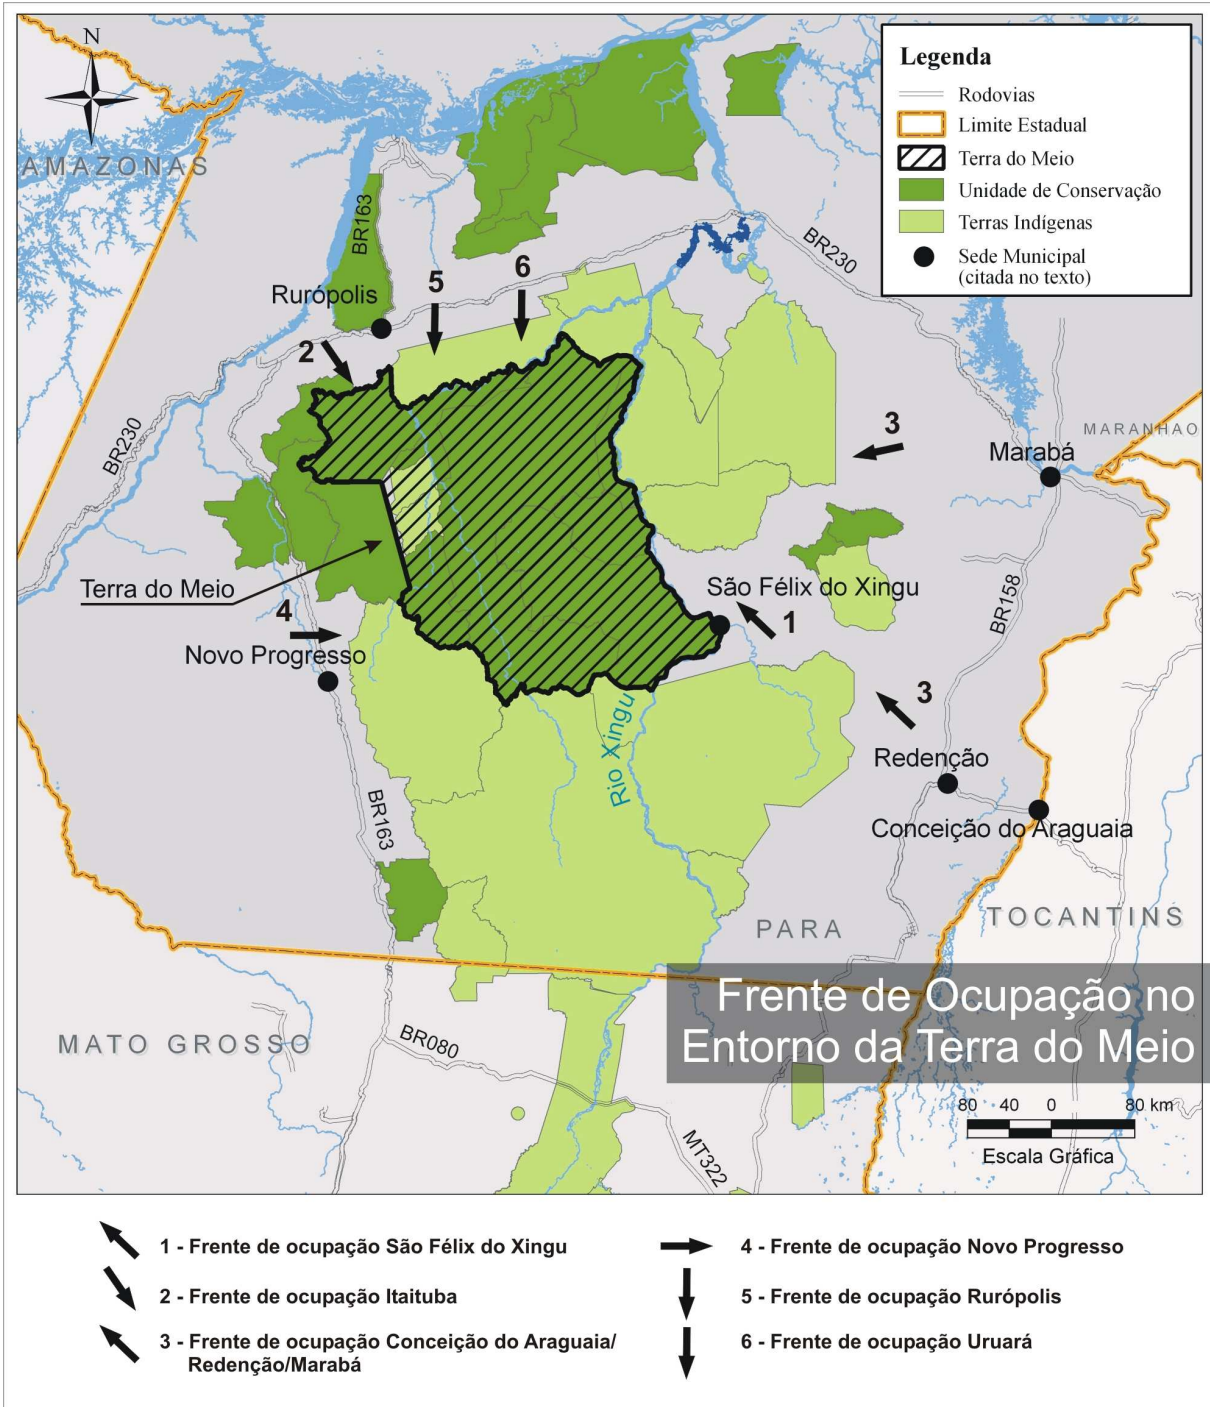 N
AMAZONAS
Legenda
Rodovias
Limite Estadual
Terra do Meio
Unidade de Conservação
Terras Indígenas
Sede Municipal
(citada no texto)
BR163
BR230
Rurópolis
5
6
2
3
BR230
MARANHAO
Marabá
Terra do Meio
São Félix do Xingu
1
BR158
4
Novo Progresso
Rio Xingu
3
Redenção
BR163
Conceição do Araguaia
PARA
TOCANTINS
Frente de Ocupação no
Entorno da Terra do Meio
MATO GROSSO
BR080
MT322
80 40 0 80 km
Escala Gráfica
1 - Frente de ocupação São Félix do Xingu
2 - Frente de ocupação Itaituba
3 - Frente de ocupação Conceição do Araguaia/
Redenção/Marabá
4 - Frente de ocupação Novo Progresso
5 - Frente de ocupação Rurópolis
6 - Frente de ocupação Uruará